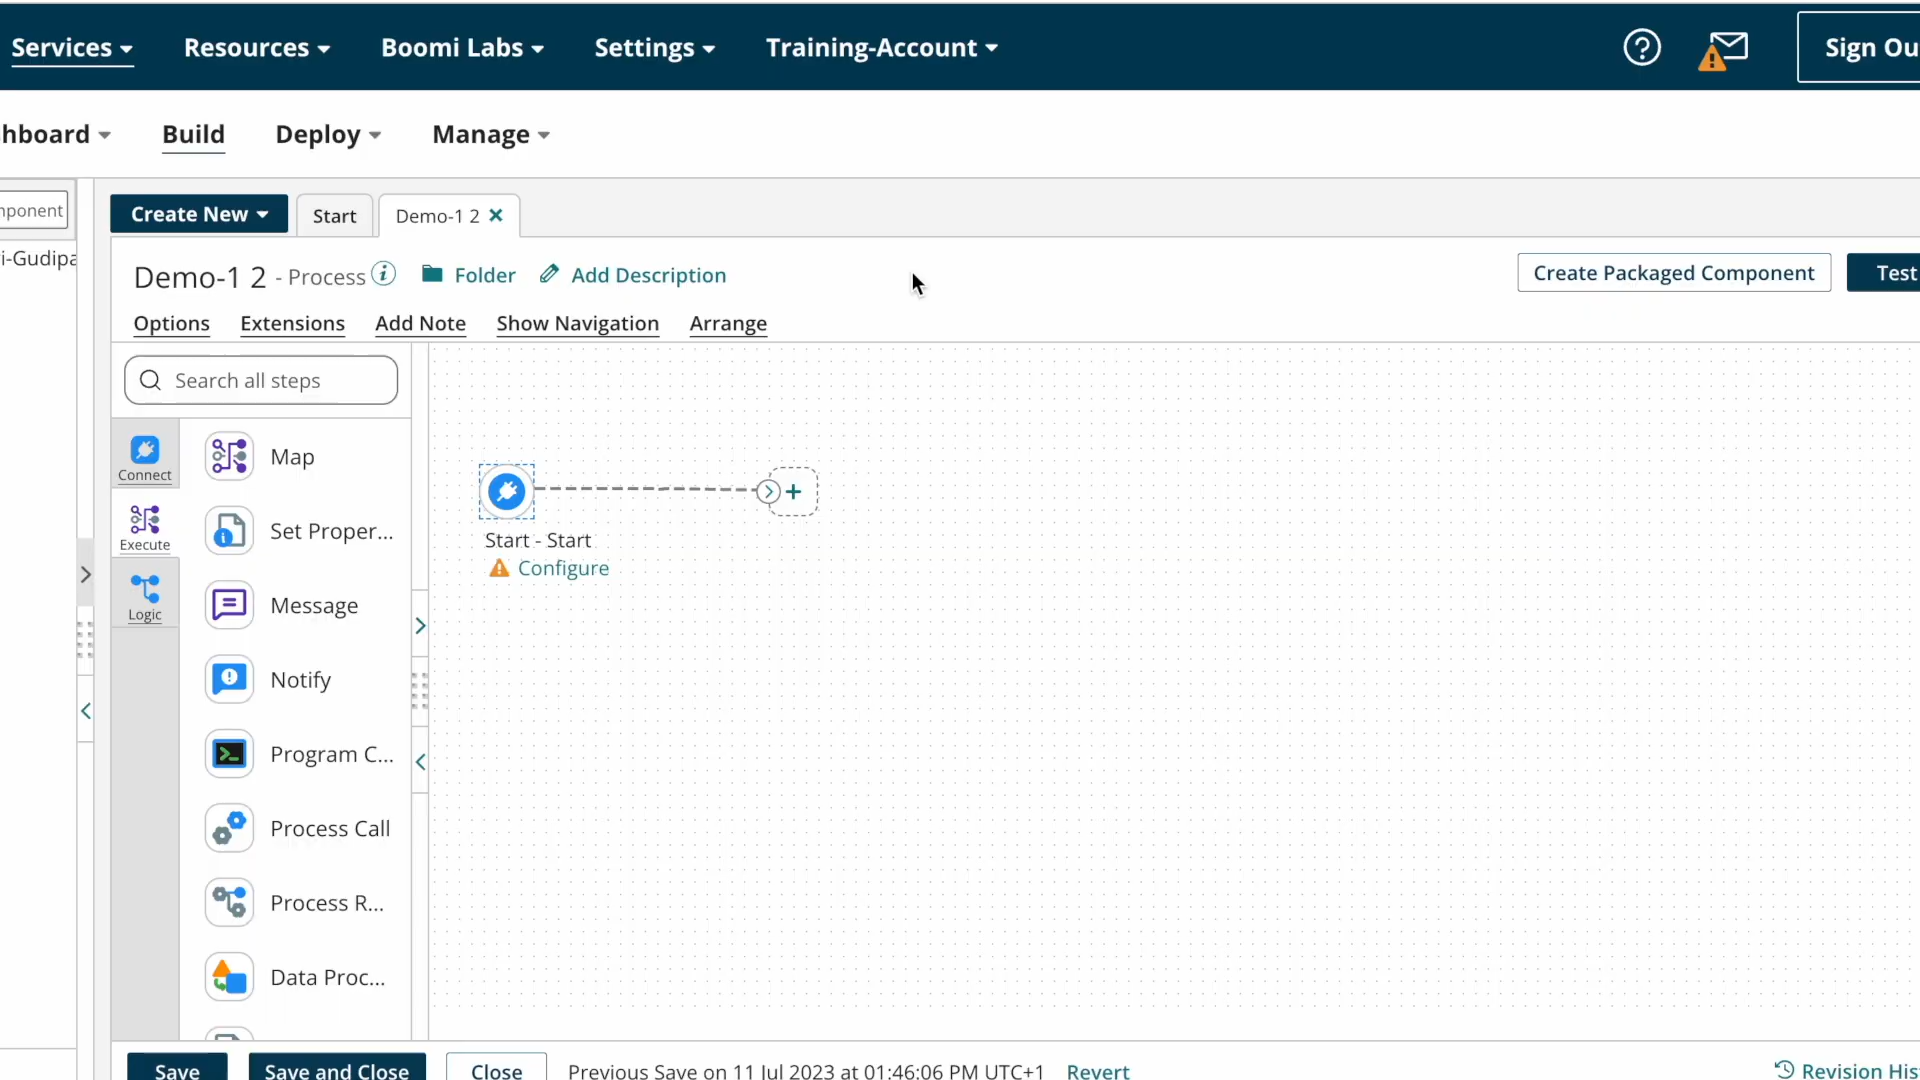 Services Resources Boomi Labs Settings Training-Account Sign Ou
hboard Build Deploy Manage
mponent Create New Start Demo-1 2
i-Gudipa
Demo-1 2 - Process Folder Add Description Create Packaged Component Test
Options Extensions Add Note Show Navigation Arrange
Search all steps
Connect
Execute
Logic
Map
Set Proper...
Message
Notify
Program C...
Process Call
Process R...
Data Proc...
Start - Start
Configure
Save Save and Close Close Previous Save on 11 Jul 2023 at 01:46:06 PM UTC+1 Revert Revision His